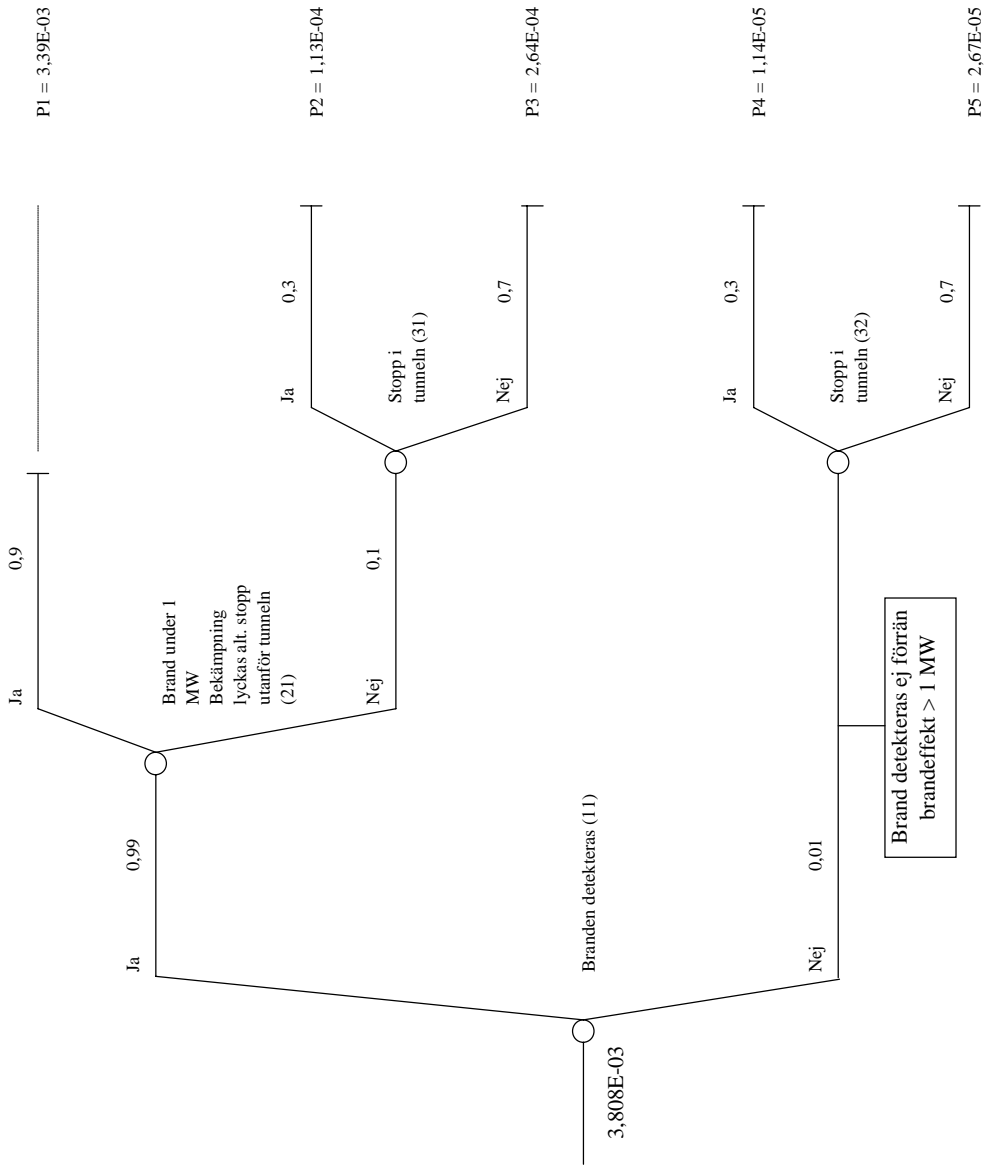 Ja
0,9
P1 = 3,39E-03
Brand under 1
MW
Bekämpning
lyckas alt. stopp
utanför tunneln
(21)
Ja
0,99
Ja
0,3
P2 = 1,13E-04
Stopp i
tunneln (31)
Nej
0,1
Nej
0,7
P3 = 2,64E-04
3,808E-03
Branden detekteras (11)
Ja
0,3
P4 = 1,14E-05
Stopp i
tunneln (32)
Nej
0,01
Nej
0,7
P5 = 2,67E-05
Brand detekteras ej förrän
brandeffekt > 1 MW